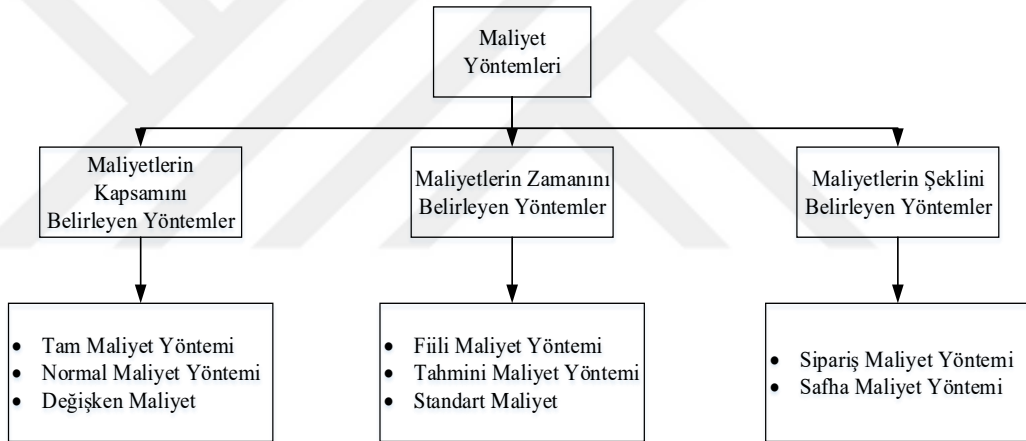 Maliyet
Yöntemleri
Maliyetlerin
Kapsamını
Belirleyen Yöntemler
Maliyetlerin Zamanını
Belirleyen Yöntemler
Maliyetlerin Şeklini
Belirleyen Yöntemler
• Tam Maliyet Yöntemi
• Normal Maliyet Yöntemi
• Değişken Maliyet
• Fiili Maliyet Yöntemi
• Tahmini Maliyet Yöntemi
• Standart Maliyet
• Sipariş Maliyet Yöntemi
• Safha Maliyet Yöntemi